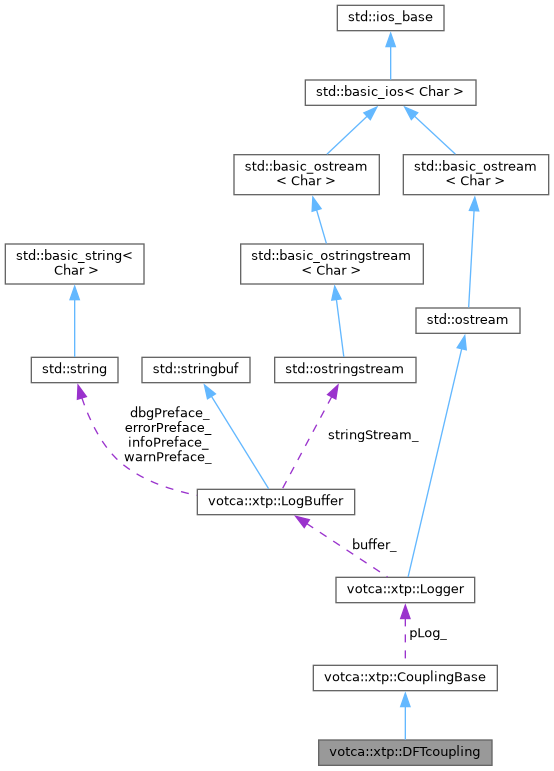 std::ios_base
std::basic_ios< Char >
std::basic_ostream
< Char >
std::basic_ostream
< Char >
std::basic_string<
Char >
std::basic_ostringstream
< Char >
std::ostream
std::string
std::stringbuf
std::ostringstream
dbgPreface_
errorPreface_
infoPreface_
warnPreface_
stringStream_
votca::xtp::LogBuffer
buffer_
votca::xtp::Logger
pLog_
votca::xtp::CouplingBase
votca::xtp::DFTcoupling